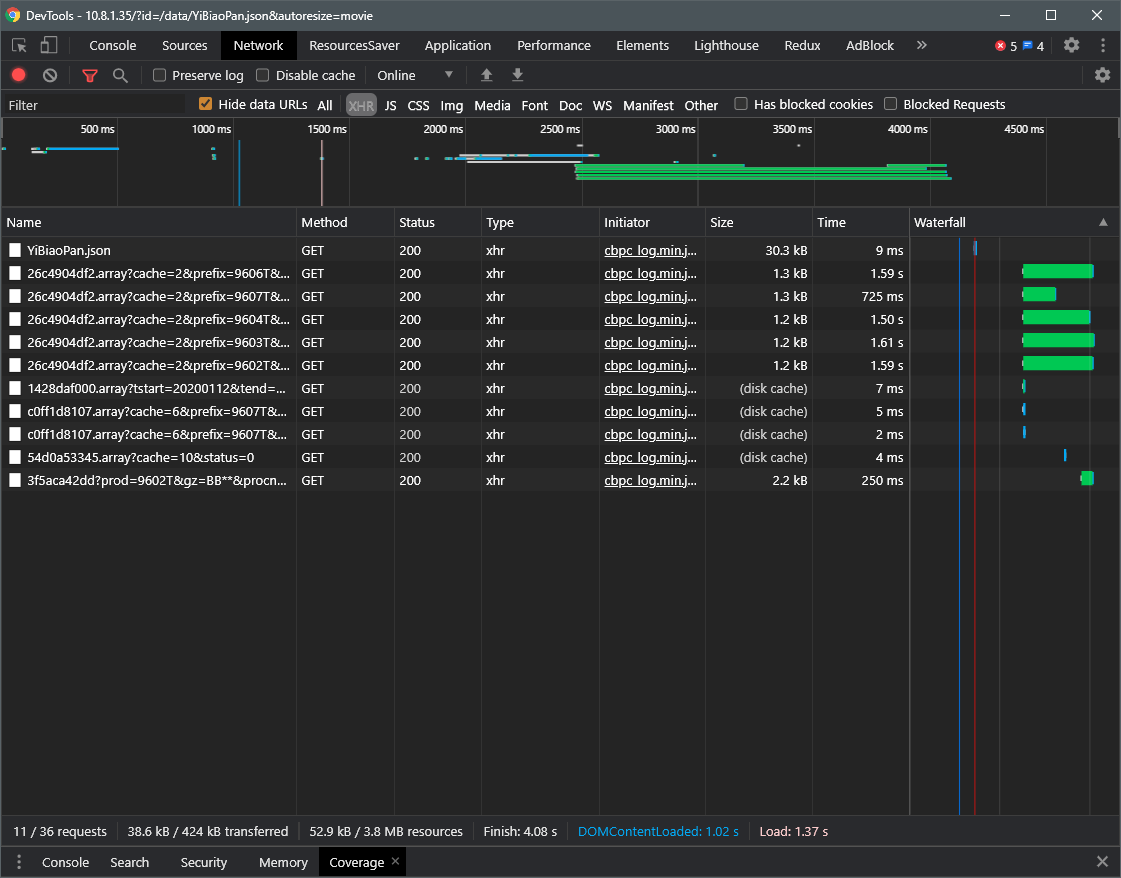 DevTools - 10.8.1.35/?id=/data/YiBiaoPan.json&autoresize=movie
Console Sources Network ResourcesSaver Application Performance Elements Lighthouse Redux AdBlock » 5 4
Preserve log Disable cache Online
Filter Hide data URLs All XHR JS CSS Img Media Font Doc WS Manifest Other Has blocked cookies Blocked Requests
500 ms 1000 ms 1500 ms 2000 ms 2500 ms 3000 ms 3500 ms 4000 ms 4500 ms
Name Method Status Type Initiator Size Time Waterfall
YiBiaoPan.json GET 200 xhr cbpc_log.min.j... 30.3 kB 9 ms
26c4904df2.array?cache=2&prefix=9606T&... GET 200 xhr cbpc_log.min.j... 1.3 kB 1.59 s
26c4904df2.array?cache=2&prefix=9607T&... GET 200 xhr cbpc_log.min.j... 1.3 kB 725 ms
26c4904df2.array?cache=2&prefix=9604T&... GET 200 xhr cbpc_log.min.j... 1.2 kB 1.50 s
26c4904df2.array?cache=2&prefix=9603T&... GET 200 xhr cbpc_log.min.j... 1.2 kB 1.61 s
26c4904df2.array?cache=2&prefix=9602T&... GET 200 xhr cbpc_log.min.j... 1.2 kB 1.59 s
1428daf000.array?tstart=20200112&tend=... GET 200 xhr cbpc_log.min.j... (disk cache) 7 ms
c0ff1d8107.array?cache=6&prefix=9607T&... GET 200 xhr cbpc_log.min.j... (disk cache) 5 ms
c0ff1d8107.array?cache=6&prefix=9607T&... GET 200 xhr cbpc_log.min.j... (disk cache) 2 ms
54d0a53345.array?cache=10&status=0 GET 200 xhr cbpc_log.min.j... (disk cache) 4 ms
3f5aca42dd?prod=9602T&gz=BB**&procn... GET 200 xhr cbpc_log.min.j... 2.2 kB 250 ms
11 / 36 requests 38.6 kB / 424 kB transferred 52.9 kB / 3.8 MB resources Finish: 4.08 s DOMContentLoaded: 1.02 s Load: 1.37 s
Console Search Security Memory Coverage